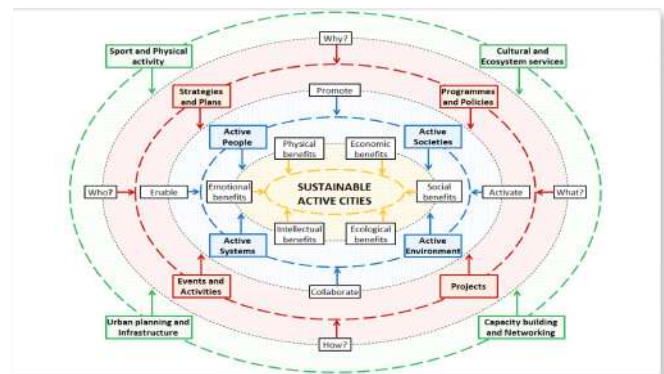 Why?
Sport and Physical
activity
Cultural and
Ecosystem services
Strategies
and Plans
Promote
Programmes
and Policies
Active
People
Physical
benefits
Economic
benefits
Active
Societies
Who?
Enable
Emotional
benefits
SUSTAINABLE
ACTIVE CITIES
Social
benefits
Activate
What?
Active
Systems
Intellectual
benefits
Ecological
benefits
Active
Environment
Events and
Activities
Collaborate
Projects
Urban planning and
Infrastructure
How?
Capacity building
and Networking